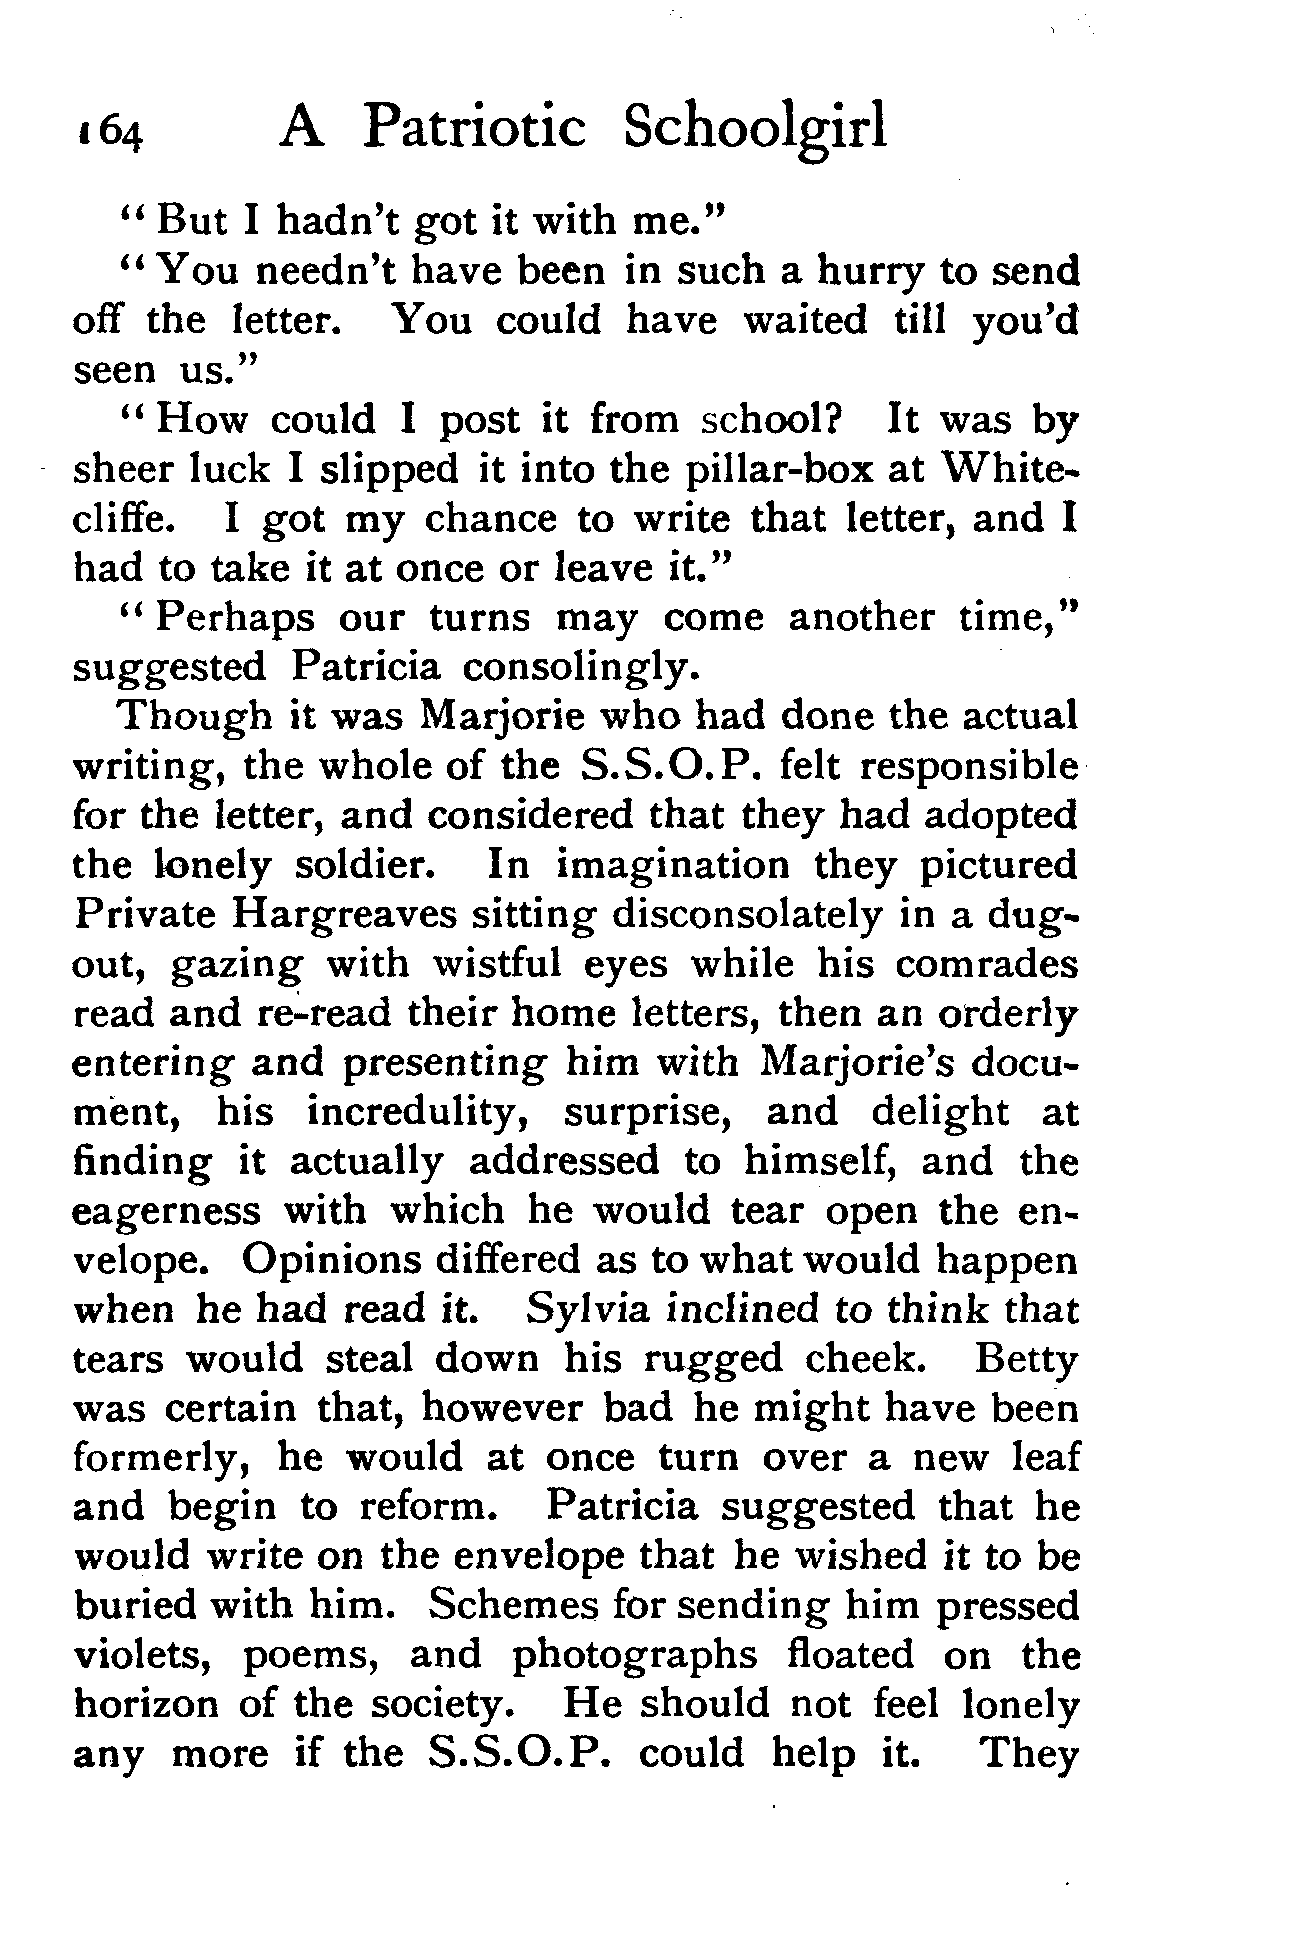 164 A Patriotic Schoolgirl
“But I hadn't got it with me.”
“You needn't have been in such a hurry to send
off the letter. You could have waited till you'd
seen us.”
“How could I post it from school? It was by
sheer luck I slipped it into the pillar-box at White-
cliffe. I got my chance to write that letter, and I
had to take it at once or leave it.”
“Perhaps our turns may come another time,”
suggested Patricia consolingly.
Though it was Marjorie who had done the actual
writing, the whole of the S.S.O.P. felt responsible
for the letter, and considered that they had adopted
the lonely soldier. In imagination they pictured
Private Hargreaves sitting disconsolately in a dug-
out, gazing with wistful eyes while his comrades
read and re-read their home letters, then an orderly
entering and presenting him with Marjorie's docu-
ment, his incredulity, surprise, and delight at
finding it actually addressed to himself, and the
eagerness with which he would tear open the en-
velope. Opinions differed as to what would happen
when he had read it. Sylvia inclined to think that
tears would steal down his rugged cheek. Betty
was certain that, however bad he might have been
formerly, he would at once turn over a new leaf
and begin to reform. Patricia suggested that he
would write on the envelope that he wished it to be
buried with him. Schemes for sending him pressed
violets, poems, and photographs floated on the
horizon of the society. He should not feel lonely
any more if the S.S.O.P. could help it. They